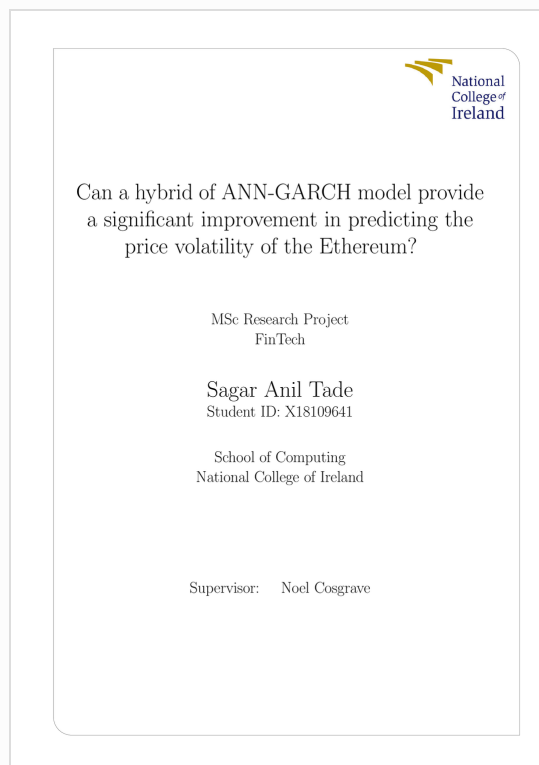 National
College of
Ireland
Can a hybrid of ANN-GARCH model provide
a significant improvement in predicting the
price volatility of the Ethereum?
MSc Research Project
FinTech
Sagar Anil Tade
Student ID: X18109641
School of Computing
National College of Ireland
Supervisor: Noel Cosgrave